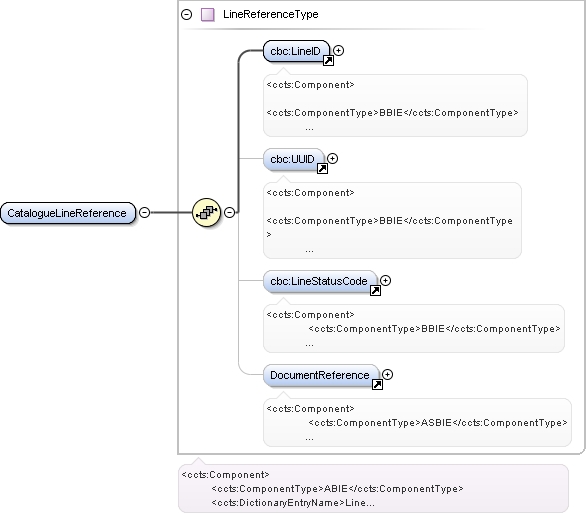 LineReferenceType
cbc:LineID
<ccts:Component>
<ccts:ComponentType>BBIE</ccts:ComponentType>
...
cbc:UUID
<ccts:Component>
<ccts:ComponentType>BBIE</ccts:ComponentType
>
...
CatalogueLineReference
cbc:LineStatusCode
<ccts:Component>
<ccts:ComponentType>BBIE</ccts:ComponentType>
...
DocumentReference
<ccts:Component>
<ccts:ComponentType>ASBIE</ccts:ComponentType>
...
<ccts:Component>
<ccts:ComponentType>ABIE</ccts:ComponentType>
<ccts:DictionaryEntryName>Line...